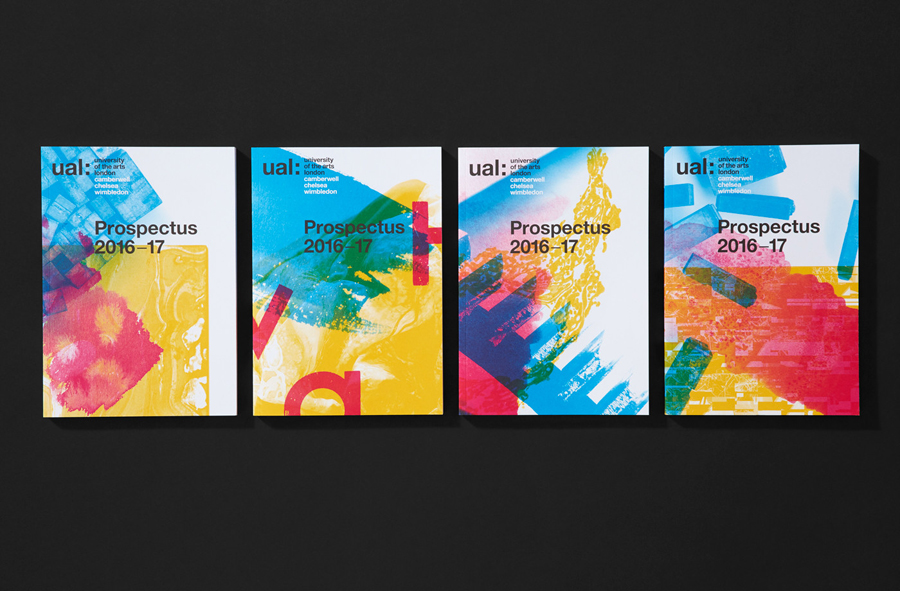 ual:
university
of the arts
london
camberwell
chelsea
wimbledon
Prospectus
2016–17
ual:
university
of the arts
london
camberwell
chelsea
wimbledon
Prospectus
2016–17
a
ual:
university
of the arts
london
camberwell
chelsea
wimbledon
Prospectus
2016–17
ual:
university
of the arts
london
camberwell
chelsea
wimbledon
Prospectus
2016–17